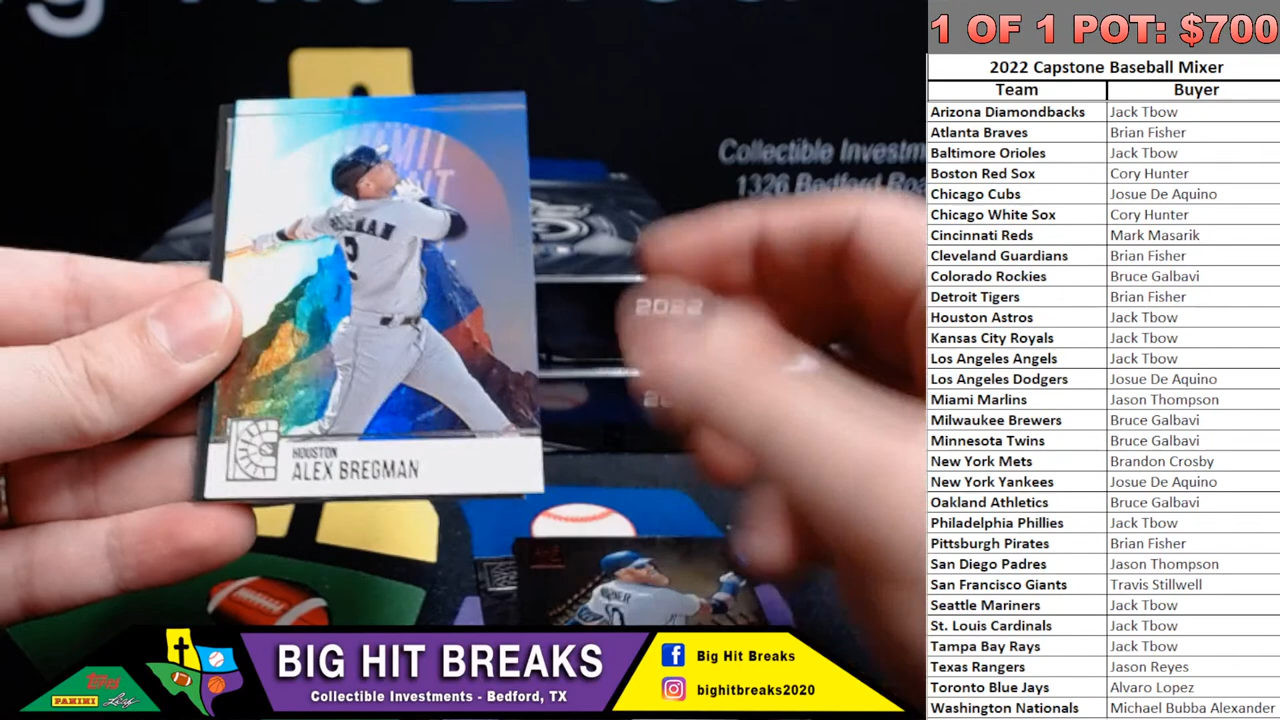 1 OF 1 POT: $700
2022 Capstone Baseball Mixer
Team Buyer
Arizona Diamondbacks Jack Tbow
Atlanta Braves Brian Fisher
Baltimore Orioles Jack Tbow
Boston Red Sox Cory Hunter
Chicago Cubs Josue De Aquino
Chicago White Sox Cory Hunter
Cincinnati Reds Mark Masarik
Cleveland Guardians Brian Fisher
Colorado Rockies Bruce Galbavi
Detroit Tigers Brian Fisher
Houston Astros Jack Tbow
Kansas City Royals Jack Tbow
Los Angeles Angels Jack Tbow
Los Angeles Dodgers Josue De Aquino
Miami Marlins Jason Thompson
Milwaukee Brewers Bruce Galbavi
Minnesota Twins Bruce Galbavi
New York Mets Brandon Crosby
New York Yankees Josue De Aquino
Oakland Athletics Bruce Galbavi
Philadelphia Phillies Jack Tbow
Pittsburgh Pirates Brian Fisher
San Diego Padres Jason Thompson
San Francisco Giants Travis Stillwell
Seattle Mariners Jack Tbow
St. Louis Cardinals Jack Tbow
Tampa Bay Rays Jack Tbow
Texas Rangers Jason Reyes
Toronto Blue Jays Alvaro Lopez
Washington Nationals Michael Bubba Alexander
Collectible Investm
1326 Bedford Roa
2022
2
HOUSTON
ALEX BREGMAN
BIG HIT BREAKS
Collectible Investments - Bedford, TX
Big Hit Breaks
bighitbreaks2020
Topps
PANINI
Leaf